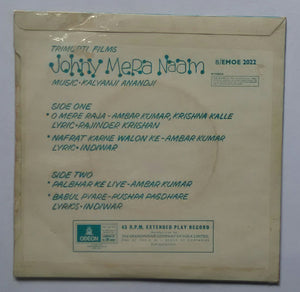 TRIMURTI FILMS
Johny Mera Naam
MUSIC·KALYANJI ANANDJI
8/EMOE 2022
SIDE ONE
*O MERE RAJA-AMBAR KUMAR, KRISHNA KALLE
LYRIC-RAJINDER KRISHAN
*NAFRAT KARNE WALON KE-AMBAR KUMAR
LYRIC·INDIWAR
SIDE TWO
*PALBHAR KE LIYE-AMBAR KUMAR
*BABUL PYARE-PUSHPA PAGDHARE
LYRICS-INDIWAR
ODEON
45 R.P.M. EXTENDED PLAY RECORD